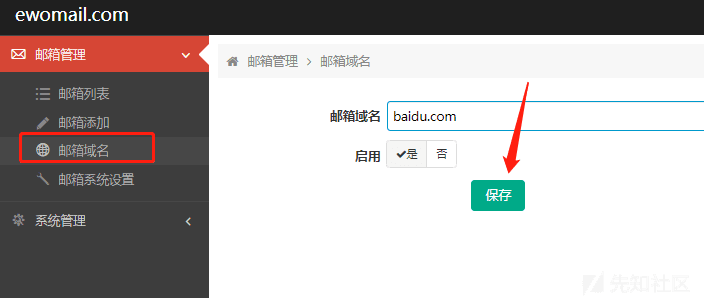 ewomail.com
邮箱管理
邮箱列表
邮箱添加
邮箱域名
邮箱系统设置
系统管理
邮箱管理 > 邮箱域名
邮箱域名 baidu.com
启用 是 否
保存
先知社区